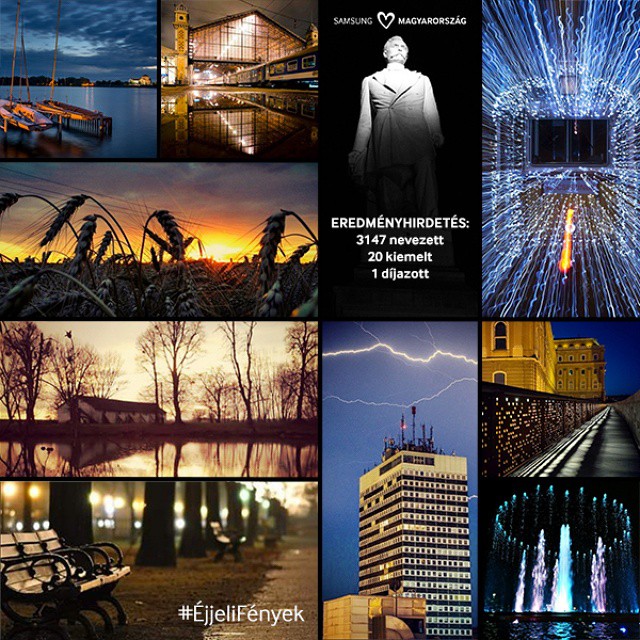 SAMSUNG MAGYARORSZÁG
EREDMÉNYHIRDETÉS:
3147 nevezett
20 kiemelt
1 díjazott
#ÉjjeliFények